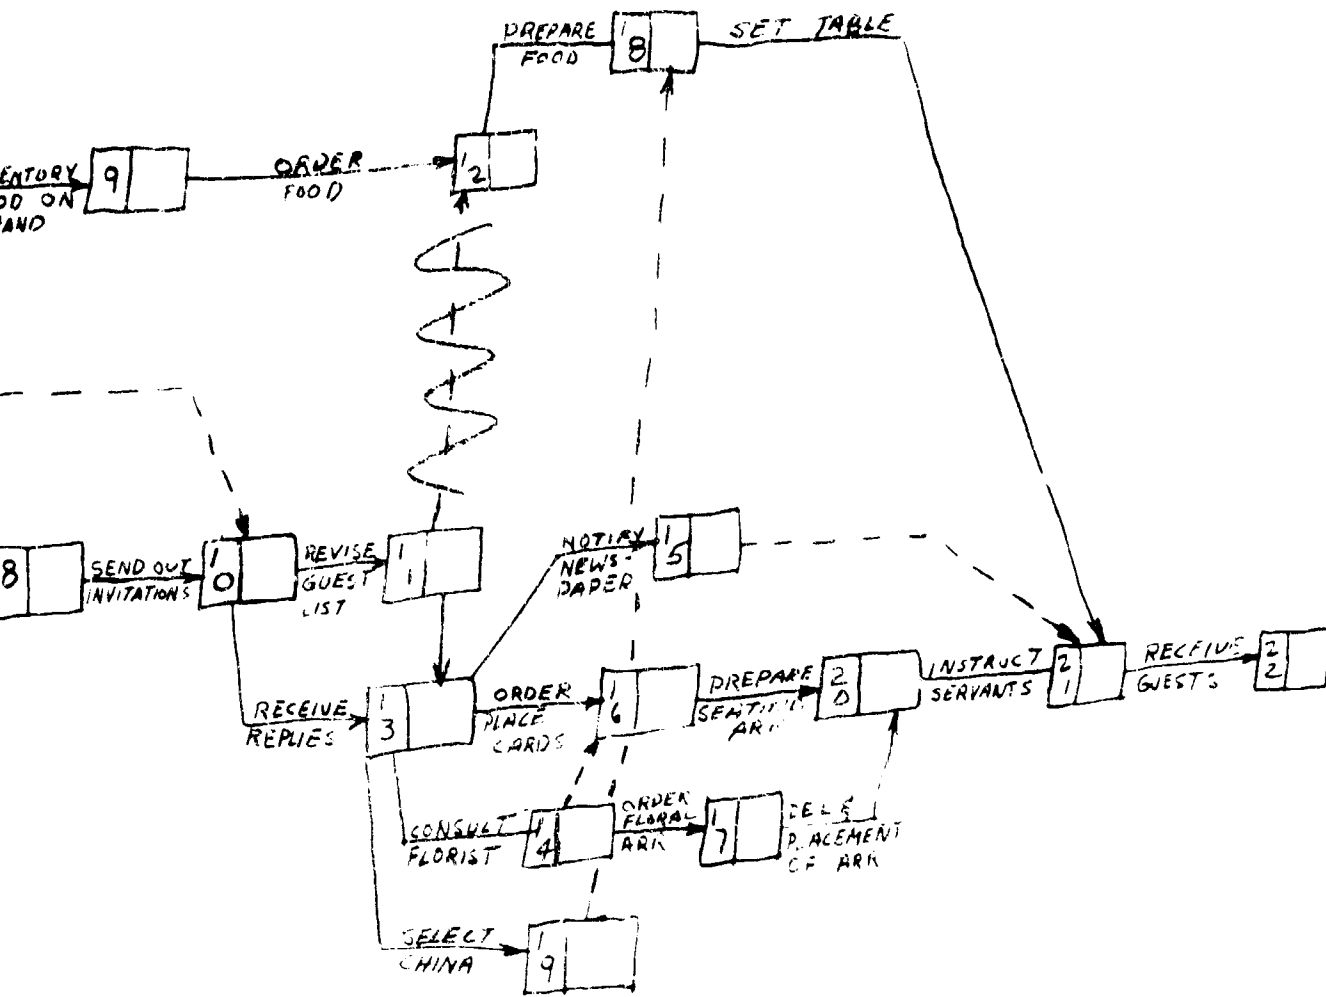 PREPARE
FOOD
18
SET TABLE
ENTORY
OD ON
AND
9
ORDER
FOOD
12
8
SEND OUT
INVITATIONS
10
REVISE
GUEST
LIST
11
NOTIFY
NEWS-
PAPER
15
RECEIVE
REPLIES
13
ORDER
PLACE
CARDS
16
PREPARE
ARR
20
INSTRUCT
SERVANTS
21
RECEIVE
GUESTS
22
CONSULT
FLORIST
14
ORDER
FLORAL
ARR
17
PLACEMENT
OF ARR
SELECT
CHINA
19